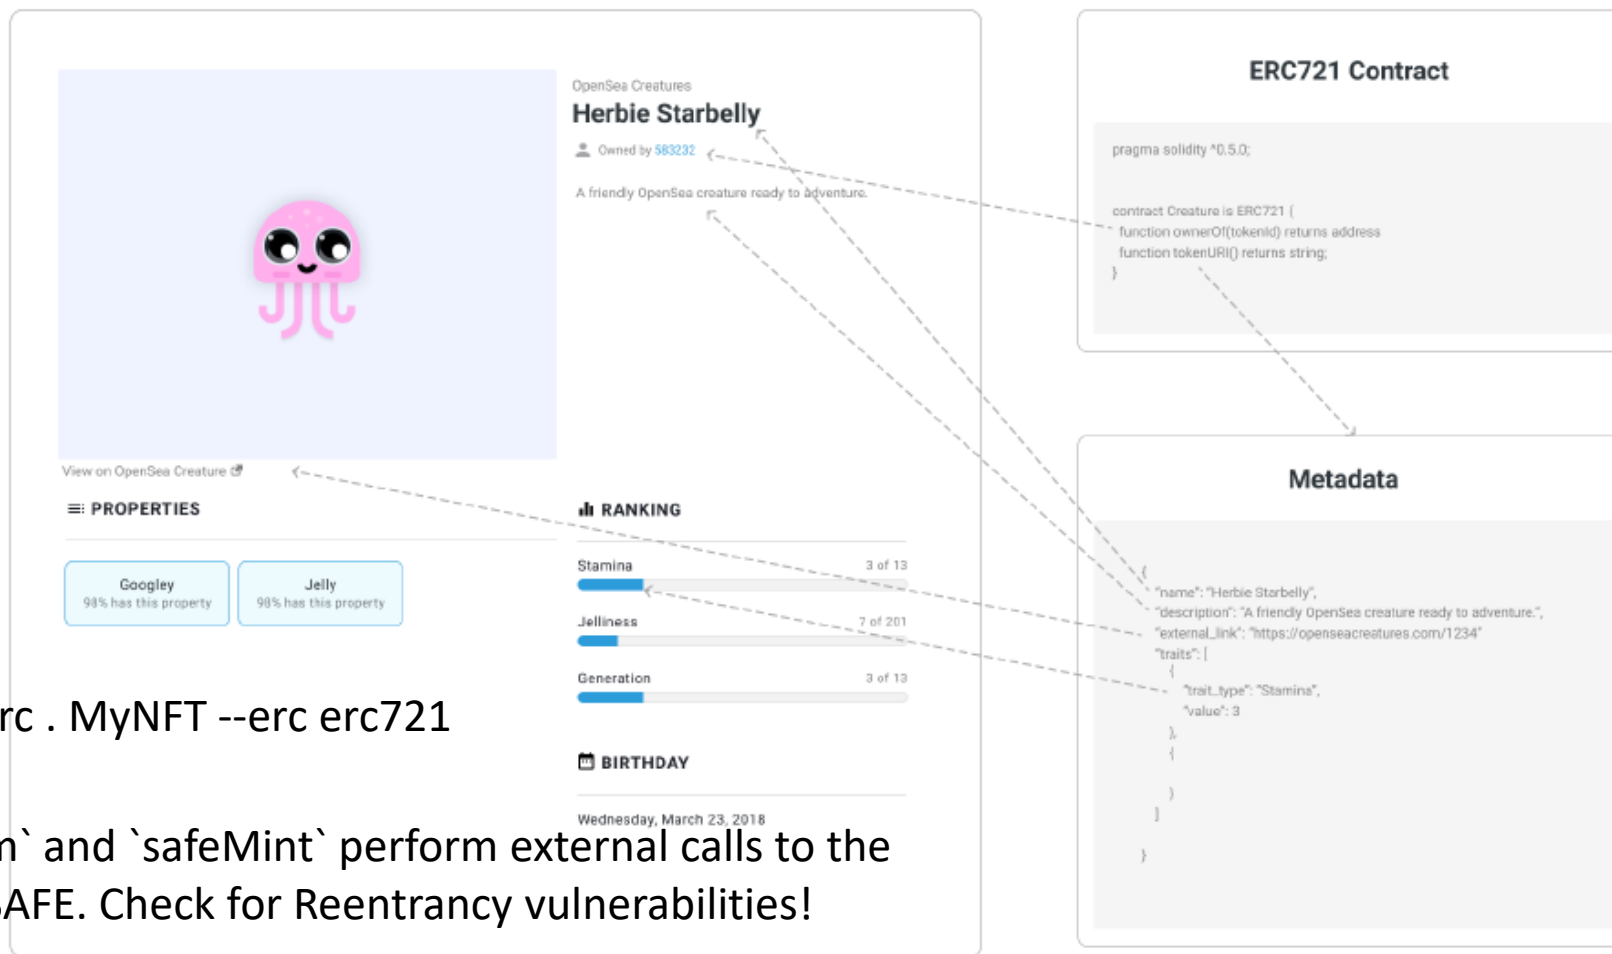 OpenSea Creatures
Herbie Starbelly
Owned by 583232
A friendly OpenSea creature ready to adventure.
View on OpenSea Creature
PROPERTIES
Googley
98% has this property
Jelly
98% has this property
RANKING
Stamina 3 of 13
Jelliness 7 of 201
Generation 3 of 13
BIRTHDAY
Wednesday, March 23, 2018
rc . MyNFT --erc erc721
` and `safeMint` perform external calls to the
AFE. Check for Reentrancy vulnerabilities!
ERC721 Contract
pragma solidity ^0.5.0;
contract Creature is ERC721 {
function ownerOf(tokenId) returns address
function tokenURI() returns string;
}
Metadata
{
"name": "Herbie Starbelly",
"description": "A friendly OpenSea creature ready to adventure.",
"external_link": "https://openseacreatures.com/1234"
"traits": [
{
"trait_type": "Stamina",
"value": 3
},
{
}
]
}